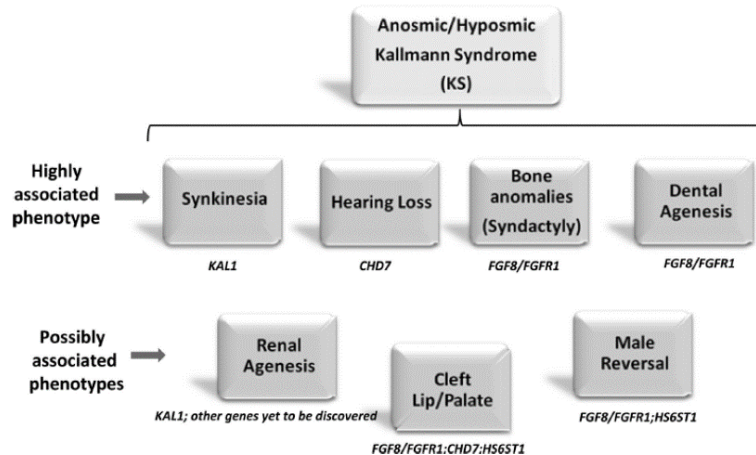 Anosmic/Hyposmic
Kallmann Syndrome
(KS)
Highly
associated
phenotype
Synkinesia
Hearing Loss
Bone
anomalies
(Syndactyly)
Dental
Agenesis
KAL1
CHD7
FGF8/FGFR1
FGF8/FGFR1
Possibly
associated
phenotypes
Renal
Agenesis
Cleft
Lip/Palate
Male
Reversal
KAL1; other genes yet to be discovered
FGF8/FGFR1;CHD7;HS6ST1
FGF8/FGFR1;HS6ST1